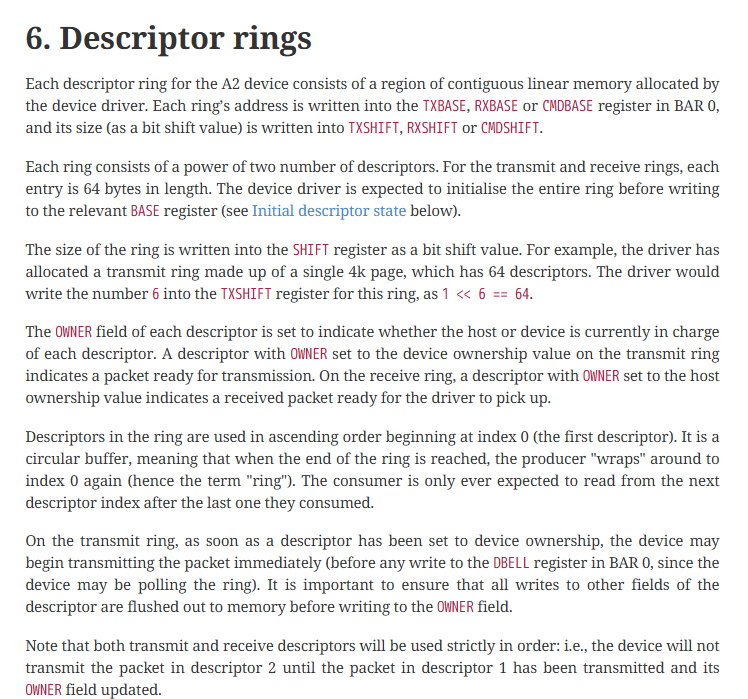 6. Descriptor rings
Each descriptor ring for the A2 device consists of a region of contiguous linear memory allocated by
the device driver. Each ring's address is written into the TXBASE, RXBASE or CMDBASE register in BAR 0,
and its size (as a bit shift value) is written into TXSHIFT, RXSHIFT or CMDSHIFT.
Each ring consists of a power of two number of descriptors. For the transmit and receive rings, each
entry is 64 bytes in length. The device driver is expected to initialise the entire ring before writing
to the relevant BASE register (see Initial descriptor state below).
The size of the ring is written into the SHIFT register as a bit shift value. For example, the driver has
allocated a transmit ring made up of a single 4k page, which has 64 descriptors. The driver would
write the number 6 into the TXSHIFT register for this ring, as 1 << 6 == 64.
The OWNER field of each descriptor is set to indicate whether the host or device is currently in charge
of each descriptor. A descriptor with OWNER set to the device ownership value on the transmit ring
indicates a packet ready for transmission. On the receive ring, a descriptor with OWNER set to the host
ownership value indicates a received packet ready for the driver to pick up.
Descriptors in the ring are used in ascending order beginning at index 0 (the first descriptor). It is a
circular buffer, meaning that when the end of the ring is reached, the producer "wraps" around to
index 0 again (hence the term "ring"). The consumer is only ever expected to read from the next
descriptor index after the last one they consumed.
On the transmit ring, as soon as a descriptor has been set to device ownership, the device may
begin transmitting the packet immediately (before any write to the DBELL register in BAR 0, since the
device may be polling the ring). It is important to ensure that all writes to other fields of the
descriptor are flushed out to memory before writing to the OWNER field.
Note that both transmit and receive descriptors will be used strictly in order: i.e., the device will not
transmit the packet in descriptor 2 until the packet in descriptor 1 has been transmitted and its
OWNER field updated.